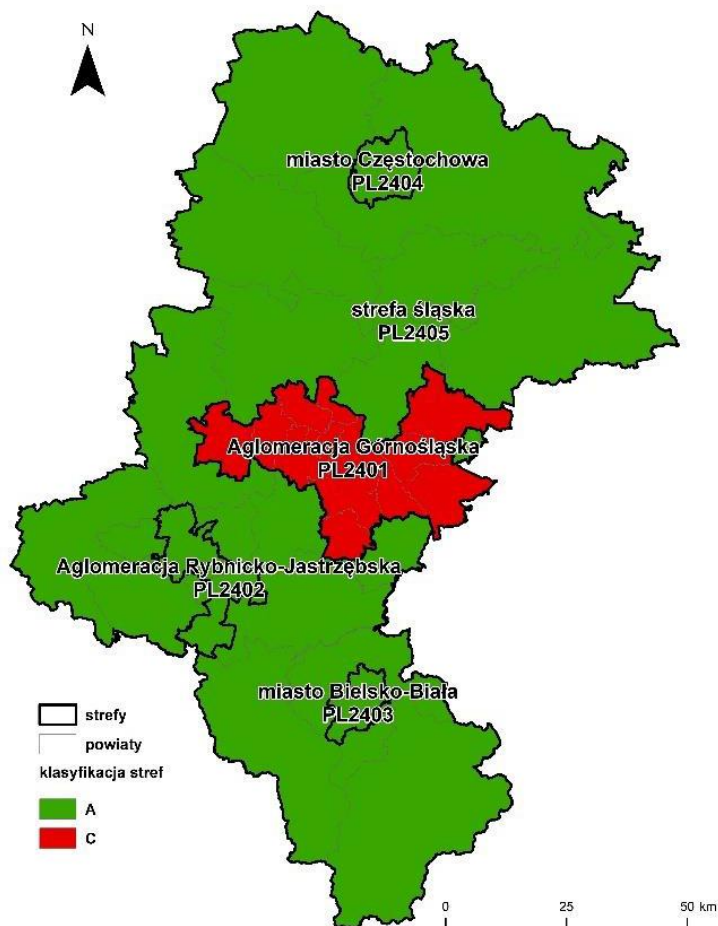 N
miasto Częstochowa
PL2404
strefa śląska
PL2405
Aglomeracja Górnośląska
PL2401
Aglomeracja Rybnicko-Jastrzębska
PL2402
miasto Bielsko-Biała
PL2403
strefy
powiaty
klasyfikacja stref
A
C
0 25 50 km